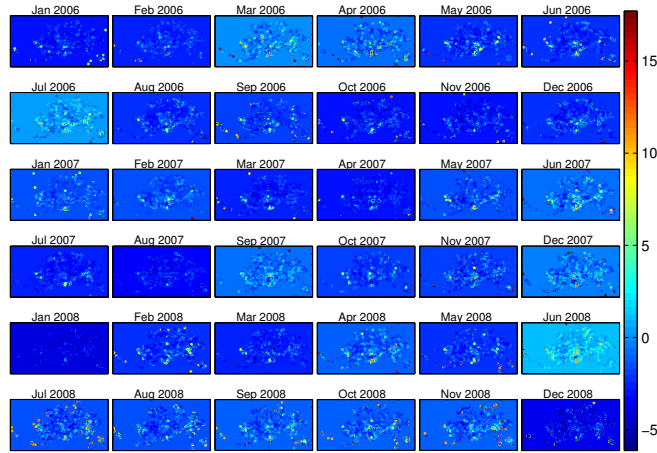 Jan 2006 Feb 2006 Mar 2006 Apr 2006 May 2006 Jun 2006
Jul 2006 Aug 2006 Sep 2006 Oct 2006 Nov 2006 Dec 2006
Jan 2007 Feb 2007 Mar 2007 Apr 2007 May 2007 Jun 2007
Jul 2007 Aug 2007 Sep 2007 Oct 2007 Nov 2007 Dec 2007
Jan 2008 Feb 2008 Mar 2008 Apr 2008 May 2008 Jun 2008
Jul 2008 Aug 2008 Sep 2008 Oct 2008 Nov 2008 Dec 2008
15
10
5
0
−5